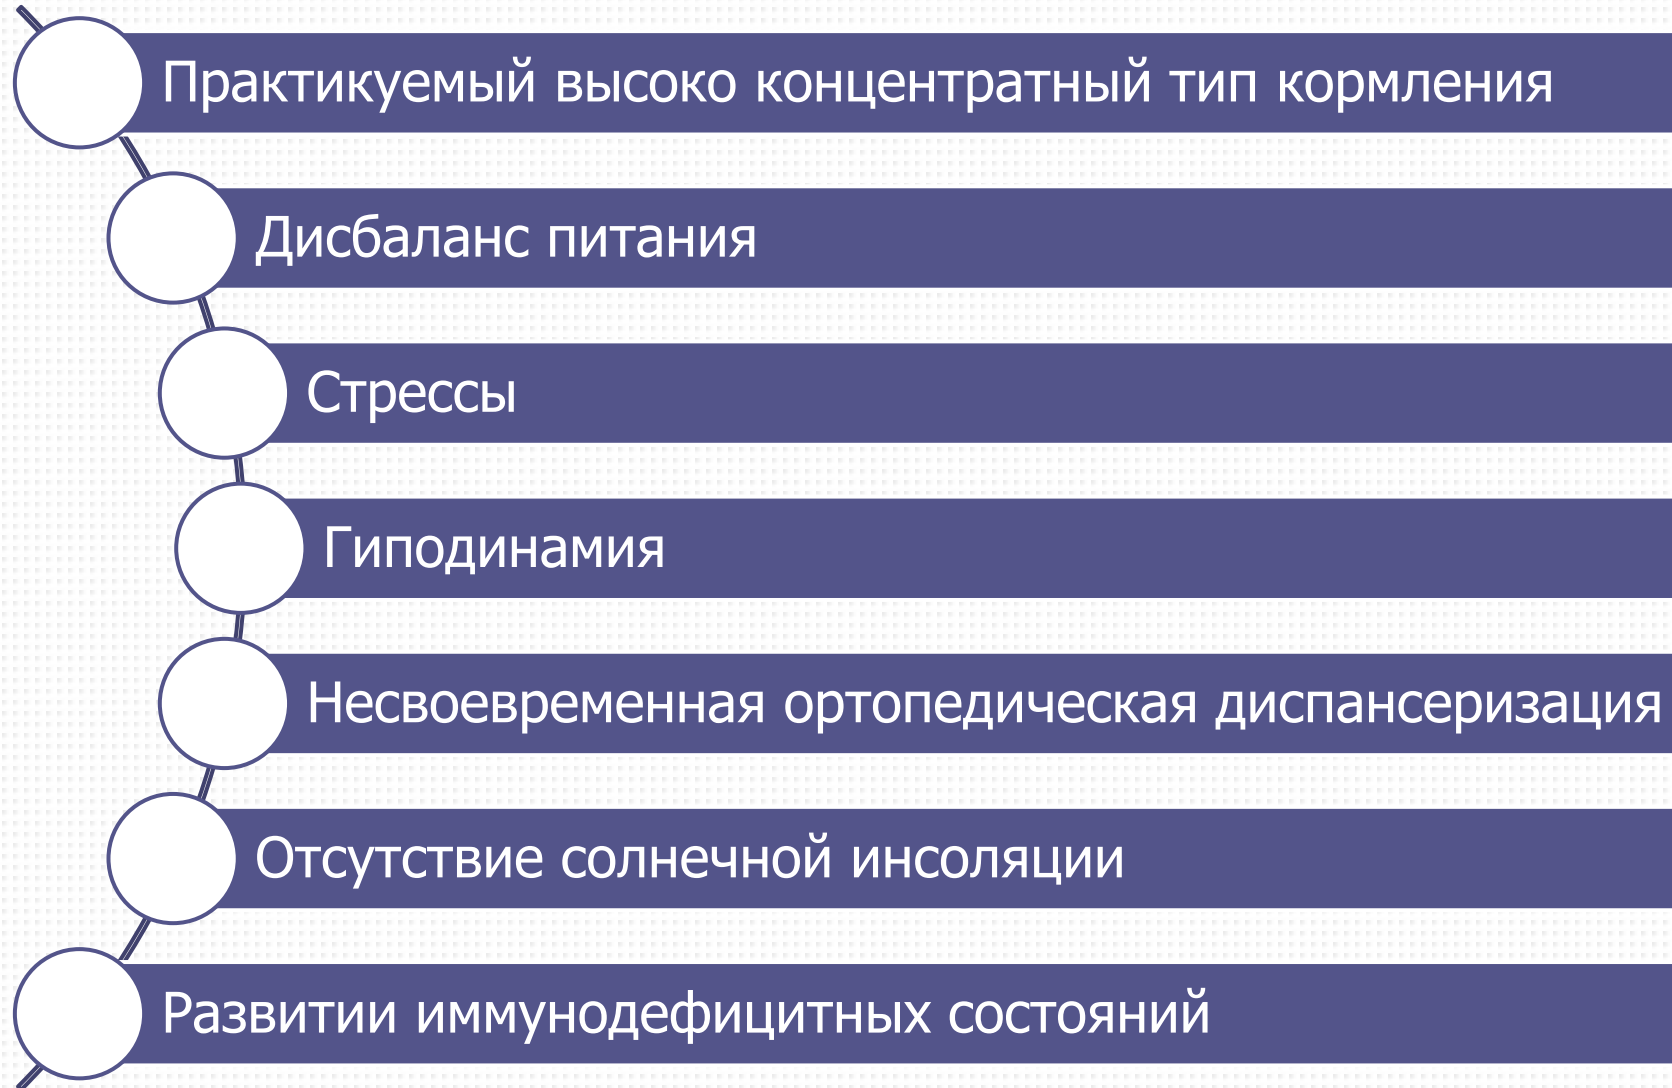 Практикуемый высоко концентратный тип кормления
Дисбаланс питания
Стрессы
Гиподинамия
Несвоевременная ортопедическая диспансеризация
Отсутствие солнечной инсоляции
Развитии иммунодефицитных состояний